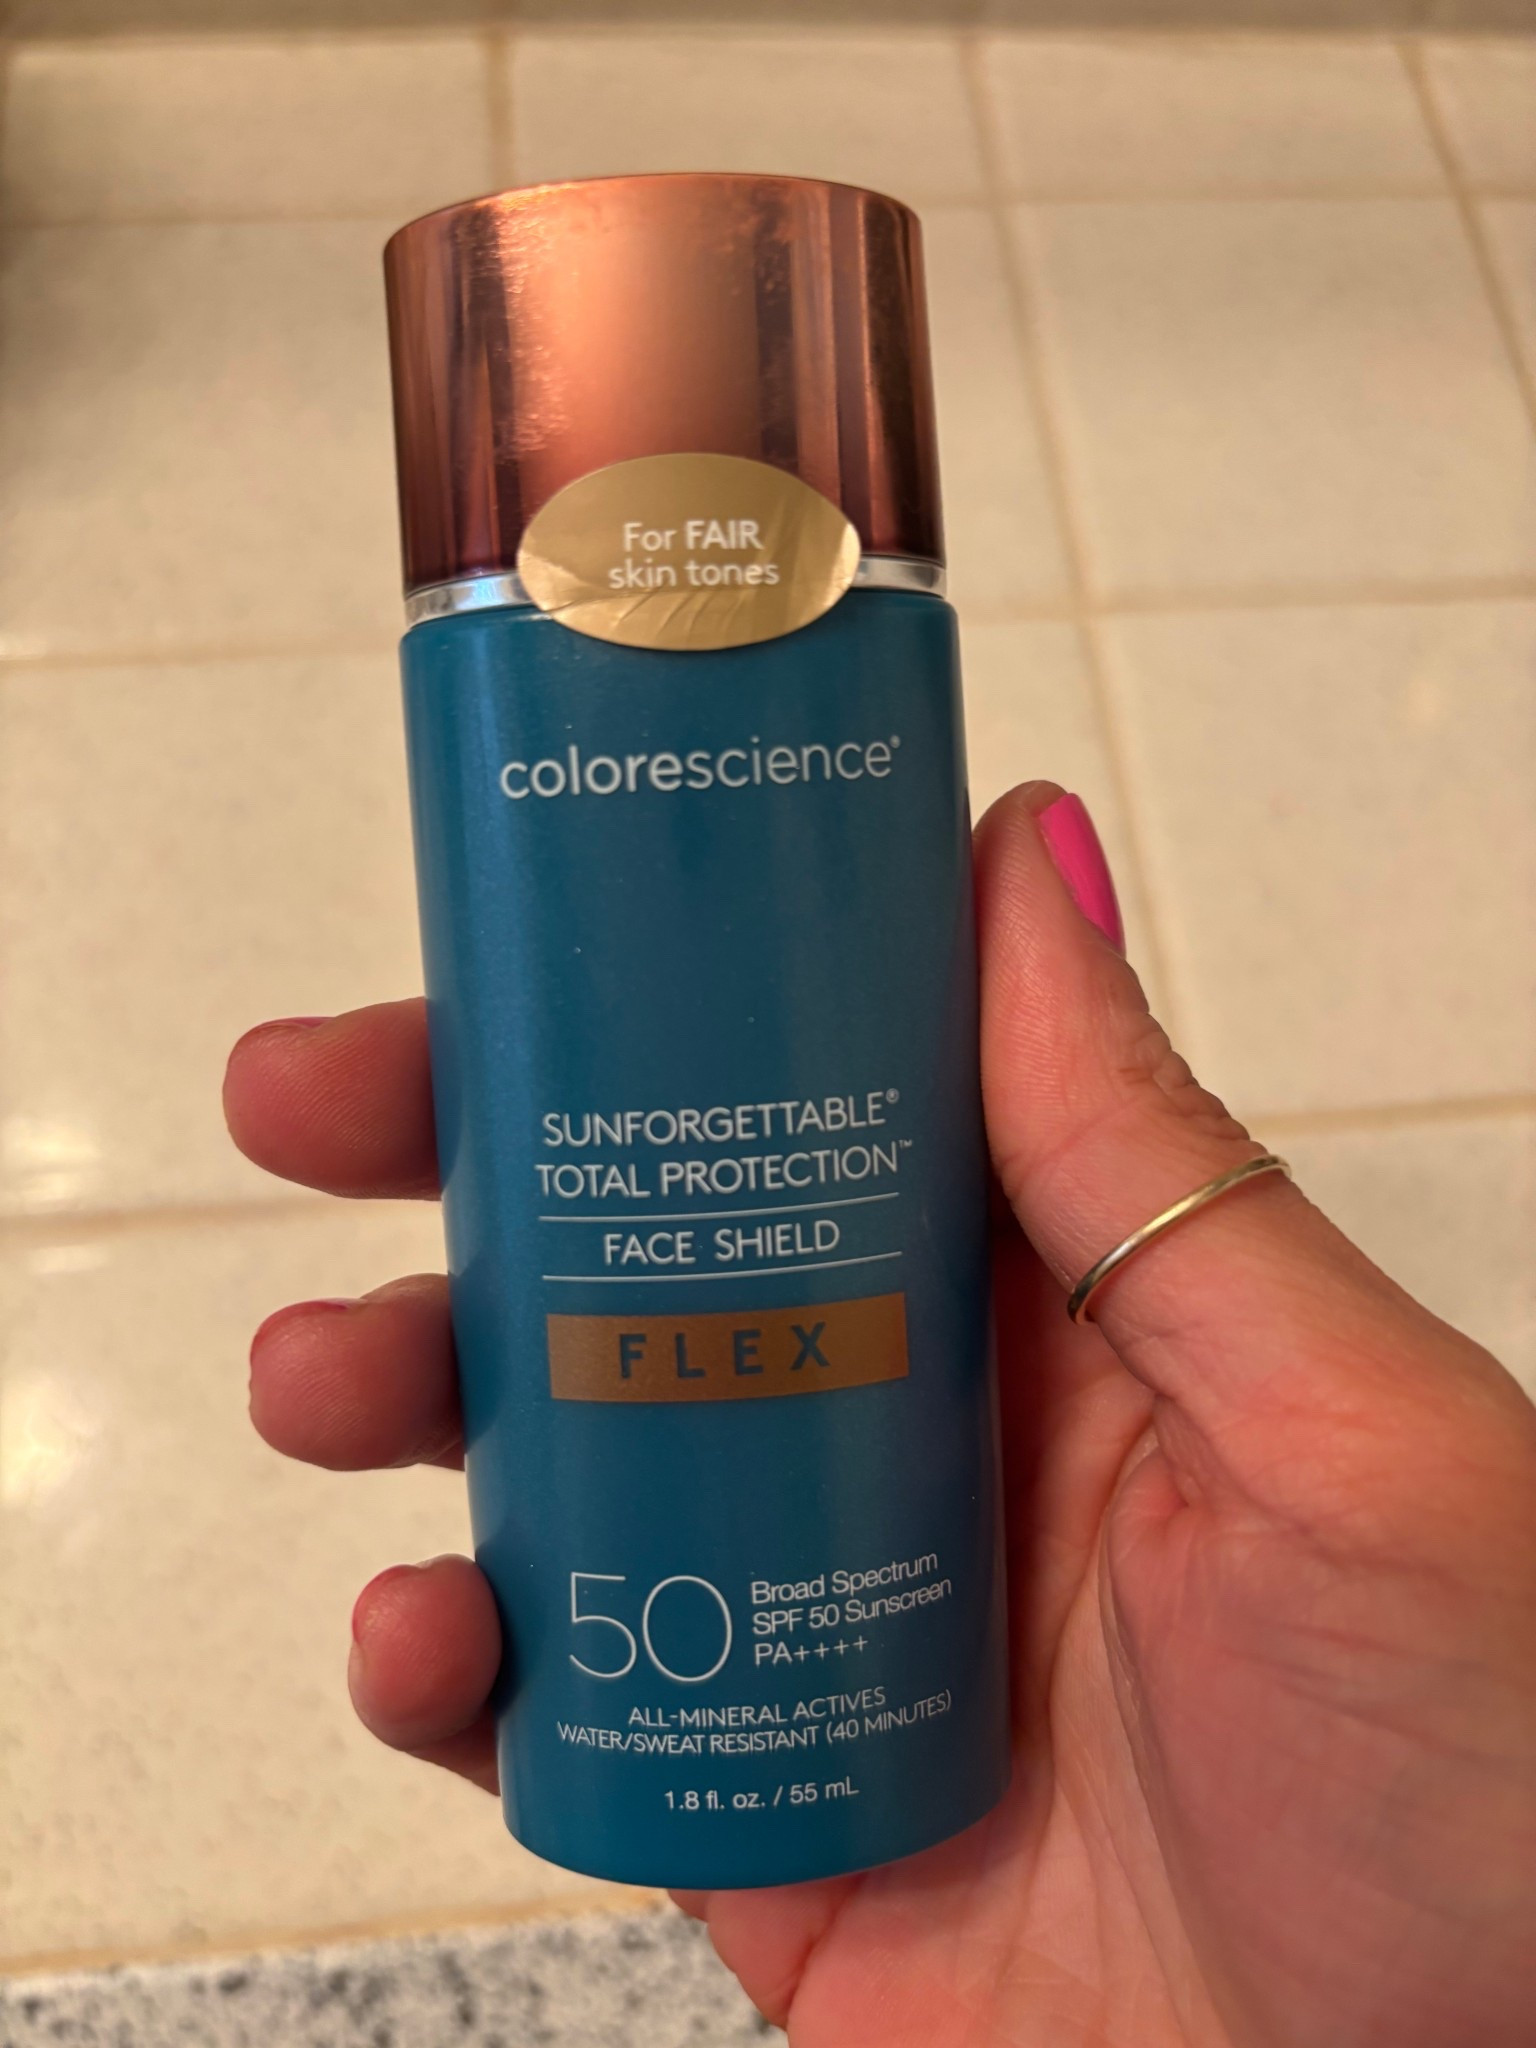 For FAIR
skin tones
colorescience®
SUNFORGETTABLE®
TOTAL PROTECTION™
FACE SHIELD
FLEX
50
Broad Spectrum
SPF 50 Sunscreen
PA++++
ALL-MINERAL ACTIVES
WATER/SWEAT RESISTANT (40 MINUTES)
1.8 fl. oz. / 55 mL